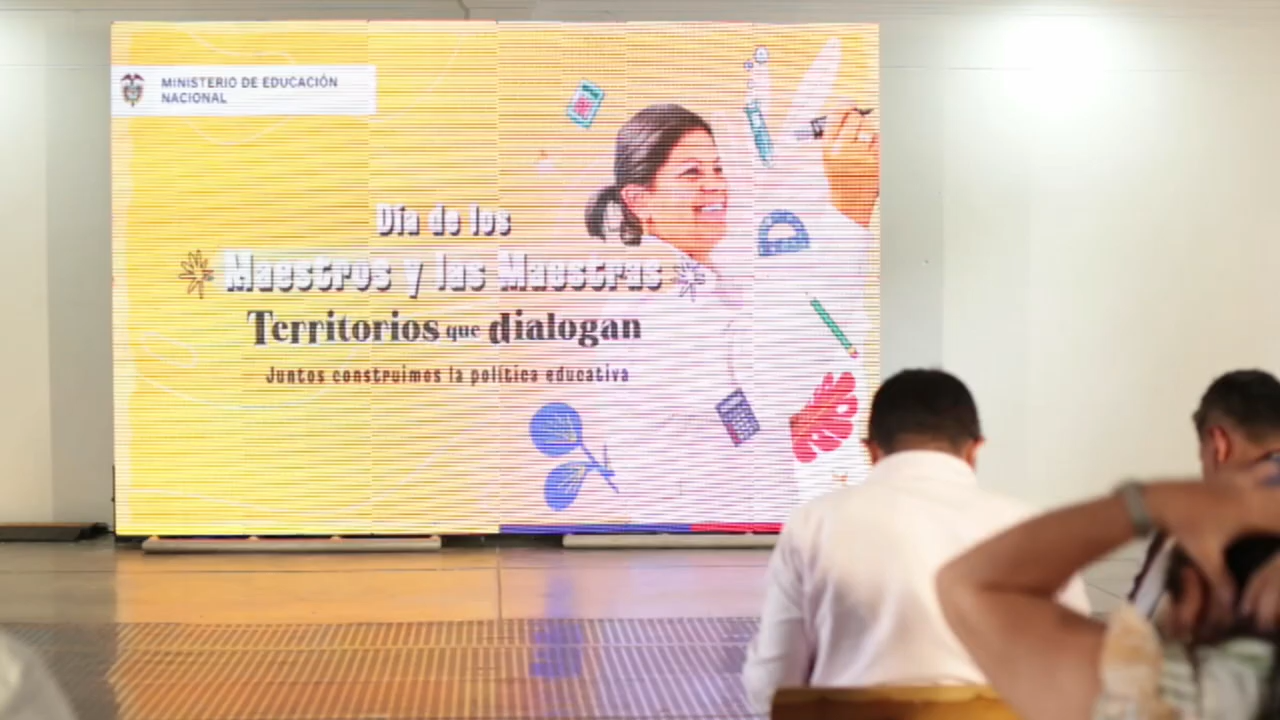 MINISTERIO DE EDUCACIÓN
NACIONAL
Día de los
Maestros y las Maestras
Territorios que dialogan
Juntos construimos la política educativa